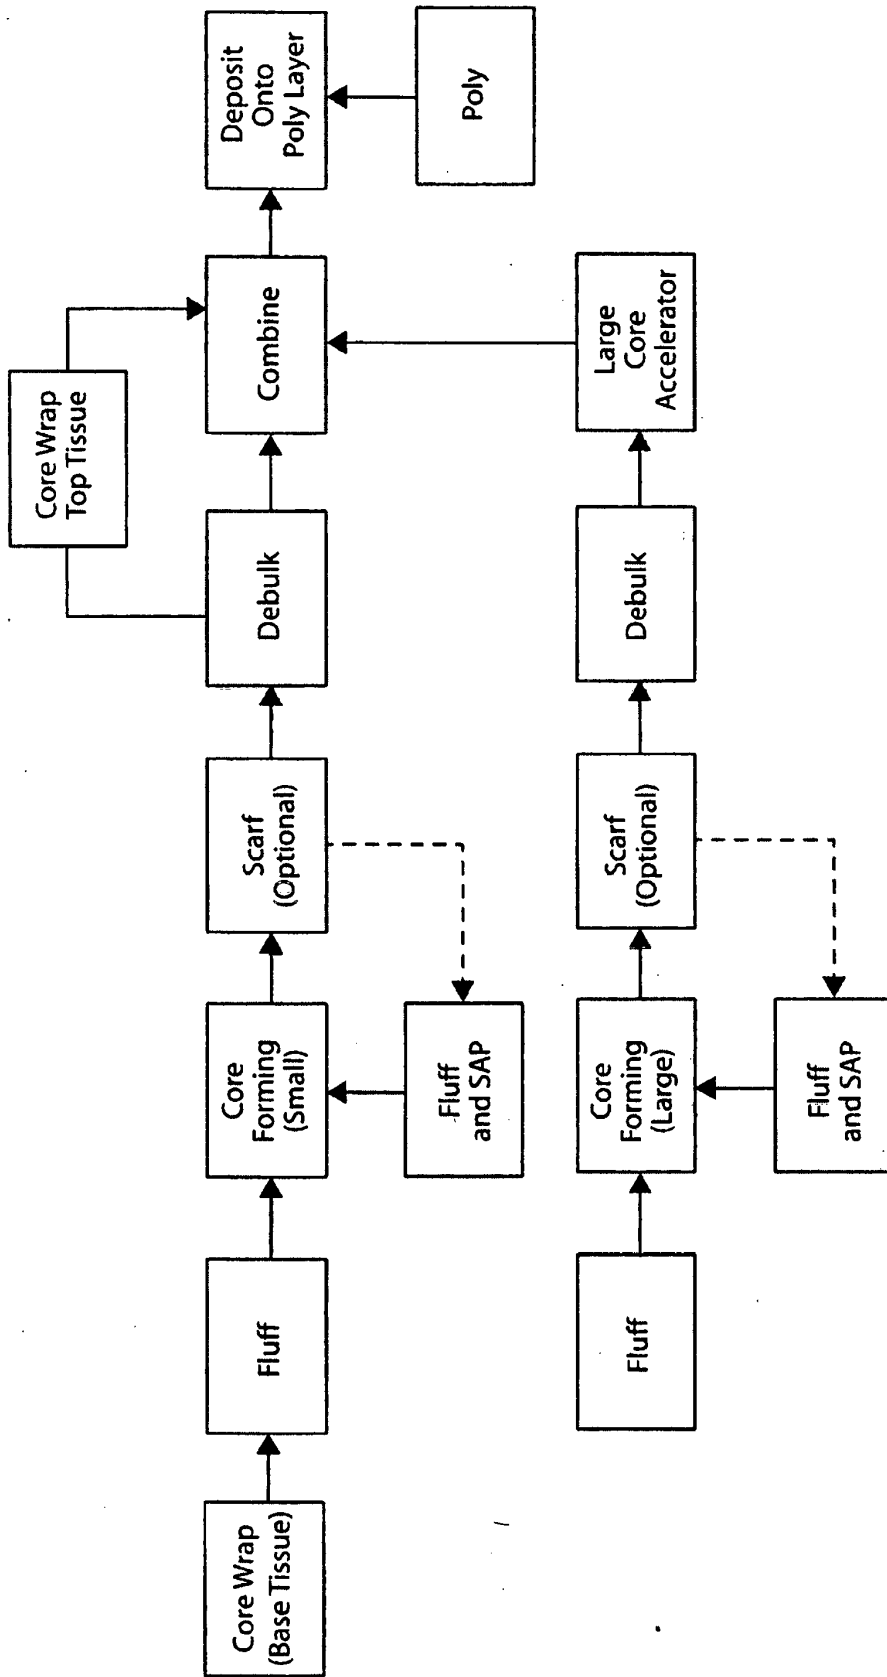 Core Wrap
Top Tissue
Core Wrap
(Base Tissue)
Fluff
Core
Forming
(Small)
Scarf
(Optional)
Debulk
Combine
Deposit
Onto
Poly Layer
Fluff
and SAP
Poly
Fluff
Core
Forming
(Large)
Scarf
(Optional)
Debulk
Large
Core
Accelerator
Fluff
and SAP